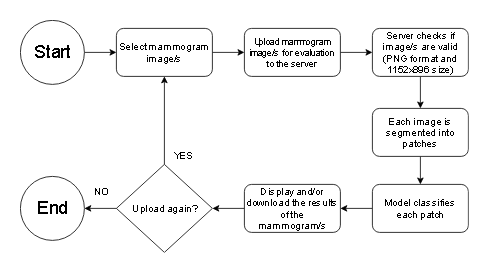 Start
Select mammogram
image/s
Upload mammogram
image/s for evaluation
to the server
Server checks if
image/s are valid
(PNG format and
1152x896 size)
Each image is
segmented into
patches
Model classifies
each patch
Display and/or
download the results
of the
mammogram/s
Upload again?
YES
NO
End